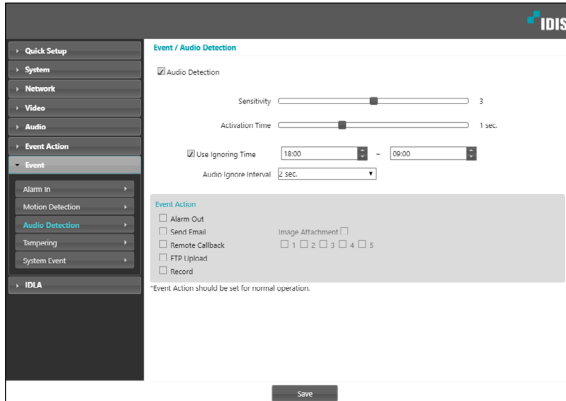 IDIS
Quick Setup
System
Network
Video
Audio
Event Action
Event
Alarm In
Motion Detection
Audio Detection
Tampering
System Event
IDLA
Event / Audio Detection
Audio Detection
Sensitivity 3
Activation Time 1 sec.
Use Ignoring Time 18:00 ~ 09:00
Audio Ignore Interval 2 sec.
Event Action
Alarm Out
Send Email Image Attachment
Remote Callback 1 2 3 4 5
FTP Upload
Record
*Event Action should be set for normal operation.
Save